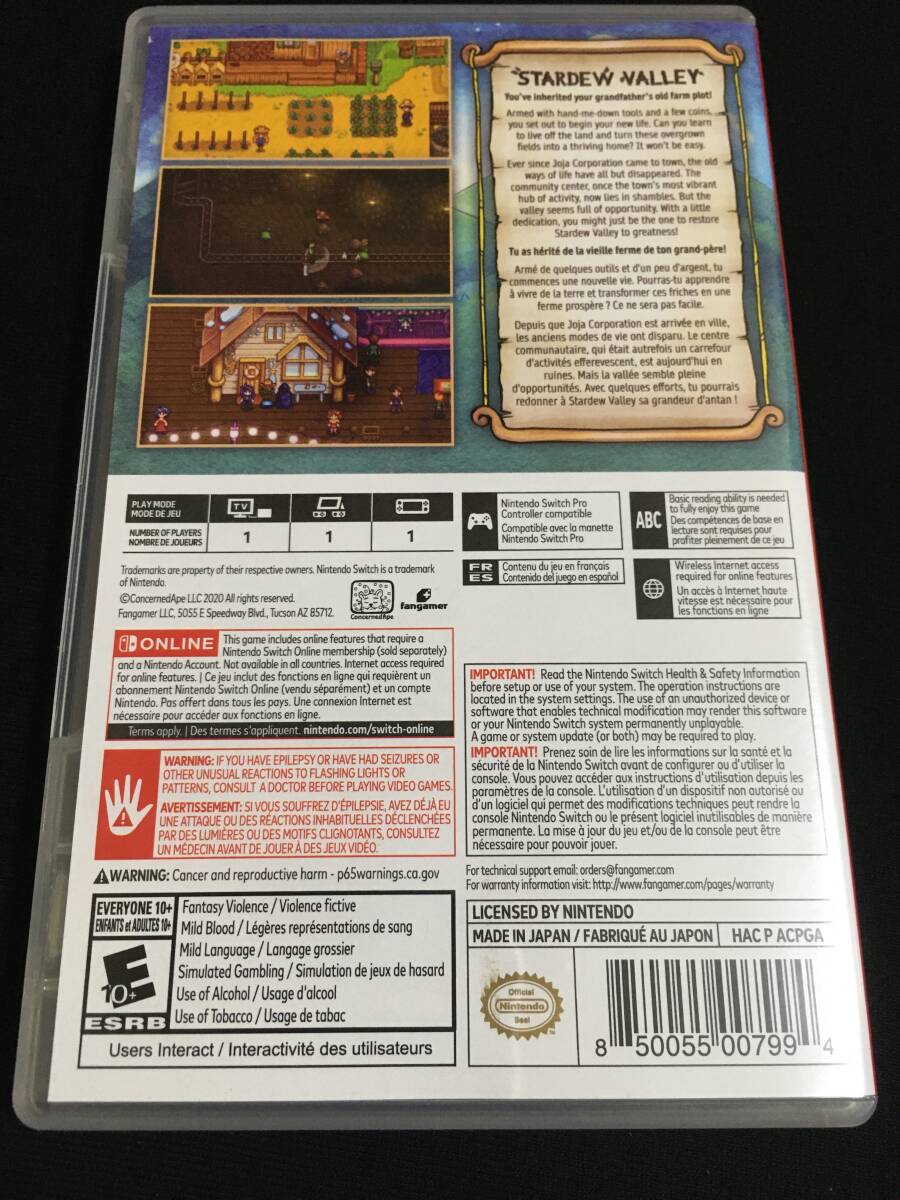 STARDEW VALLEY
You've inherited your grandfather's old farm plot!
Armed with hand-me-down tools and a few coins,
you set out to begin your new life. Can you learn
to live off the land and turn these overgrown
fields into a thriving home? It won't be easy.
Ever since Joja Corporation came to town, the old
ways of life have all but disappeared. The
community center, once the town's most vibrant
hub of activity, now lies in shambles. But the
valley seems full of opportunity. With a little
dedication, you might just be the one to restore
Stardew Valley to greatness!
Tu as hérité de la vieille ferme de ton grand-père!
Armé de quelques outils et d'un peu d'argent, tu
commences une nouvelle vie. Pourras-tu apprendre
à vivre de la terre et transformer ces friches en une
ferme prospère ? Ce ne sera pas facile.
Depuis que Joja Corporation est arrivée en ville,
les anciens modes de vie ont disparu. Le centre
communautaire, qui était autrefois un carrefour
d'activités efferevescent, est aujourd'hui en
ruines. Mais la vallée semble pleine
d'opportunités. Avec quelques efforts, tu pourrais
redonner à Stardew Valley sa grandeur d'antan !
PLAY MODE
MODE DE JEU
TV
NUMBER OF PLAYERS
NOMBRE DE JOUEURS
1
1
1
Nintendo Switch Pro
Controller compatible
Compatible avec la manette
Nintendo Switch Pro
ABC
Basic reading ability is needed
to fully enjoy this game
Des compétences de base en
lecture sont requises pour
profiter pleinement de ce jeu
FR
ES
Contenu du jeu en français
Contenido del juego en español
Wireless Internet access
required for online features
Un accès à Internet haute
vitesse est nécessaire pour
les fonctions en ligne
Trademarks are property of their respective owners. Nintendo Switch is a trademark
of Nintendo.
©ConcernedApe LLC 2020 All rights reserved.
Fangamer LLC, 5055 E Speedway Blvd., Tucson AZ 85712.
ConcernedApe
fangamer
ONLINE
This game includes online features that require a
Nintendo Switch Online membership (sold separately)
and a Nintendo Account. Not available in all countries. Internet access required
for online features. | Ce jeu inclut des fonctions en ligne qui requièrent un
abonnement Nintendo Switch Online (vendu séparément) et un compte
Nintendo. Pas offert dans tous les pays. Une connexion Internet est
nécessaire pour accéder aux fonctions en ligne.
Terms apply. | Des termes s'appliquent. nintendo.com/switch-online
WARNING: IF YOU HAVE EPILEPSY OR HAVE HAD SEIZURES OR
OTHER UNUSUAL REACTIONS TO FLASHING LIGHTS OR
PATTERNS, CONSULT A DOCTOR BEFORE PLAYING VIDEO GAMES.
AVERTISSEMENT: SI VOUS SOUFFREZ D'ÉPILEPSIE, AVEZ DÉJÀ EU
UNE ATTAQUE OU DES RÉACTIONS INHABITUELLES DÉCLENCHÉES
PAR DES LUMIÈRES OU DES MOTIFS CLIGNOTANTS, CONSULTEZ
UN MÉDECIN AVANT DE JOUER À DES JEUX VIDÉO.
WARNING: Cancer and reproductive harm - p65warnings.ca.gov
IMPORTANT! Read the Nintendo Switch Health & Safety Information
before setup or use of your system. The operation instructions are
located in the system settings. The use of an unauthorized device or
software that enables technical modification may render this software
or your Nintendo Switch system permanently unplayable.
A game or system update (or both) may be required to play.
IMPORTANT! Prenez soin de lire les informations sur la santé et la
sécurité de la Nintendo Switch avant de configurer ou d'utiliser la
console. Vous pouvez accéder aux instructions d'utilisation depuis les
paramètres de la console. L'utilisation d'un dispositif non autorisé ou
d'un logiciel qui permet des modifications techniques peut rendre la
console Nintendo Switch ou le présent logiciel inutilisables de manière
permanente. La mise à jour du jeu et/ou de la console peut être
nécessaire pour pouvoir jouer.
For technical support email: orders@fangamer.com
For warranty information visit: http://www.fangamer.com/pages/warranty
EVERYONE 10+
ENFANTS et ADULTES 10+
E
10+
ESRB
Fantasy Violence / Violence fictive
Mild Blood / Légères représentations de sang
Mild Language / Langage grossier
Simulated Gambling / Simulation de jeux de hasard
Use of Alcohol / Usage d'alcool
Use of Tobacco / Usage de tabac
Users Interact / Interactivité des utilisateurs
LICENSED BY NINTENDO
MADE IN JAPAN / FABRIQUÉ AU JAPON
HAC P ACPGA
Official
Nintendo
Seal
8 50055 00799 4